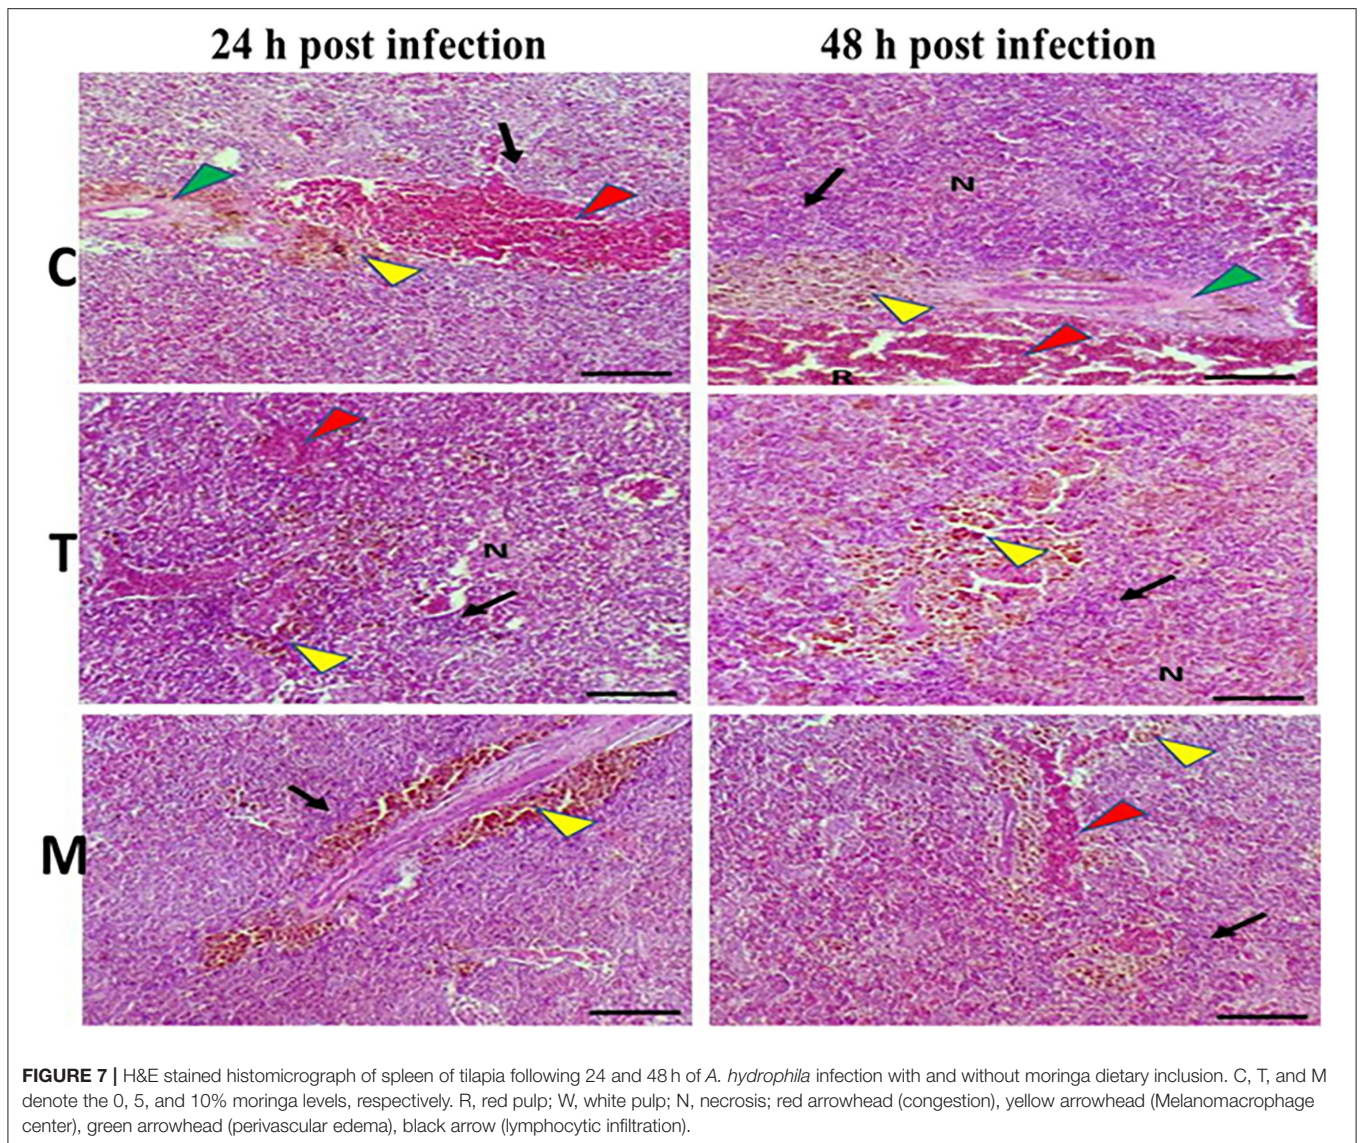 24 h post infection 48 h post infection
C
N
R
T
N
N
M
FIGURE 7 | H&E stained histomicrograph of spleen of tilapia following 24 and 48 h of A. hydrophila infection with and without moringa dietary inclusion. C, T, and M
denote the 0, 5, and 10% moringa levels, respectively. R, red pulp; W, white pulp; N, necrosis; red arrowhead (congestion), yellow arrowhead (Melanomacrophage
center), green arrowhead (perivascular edema), black arrow (lymphocytic infiltration).